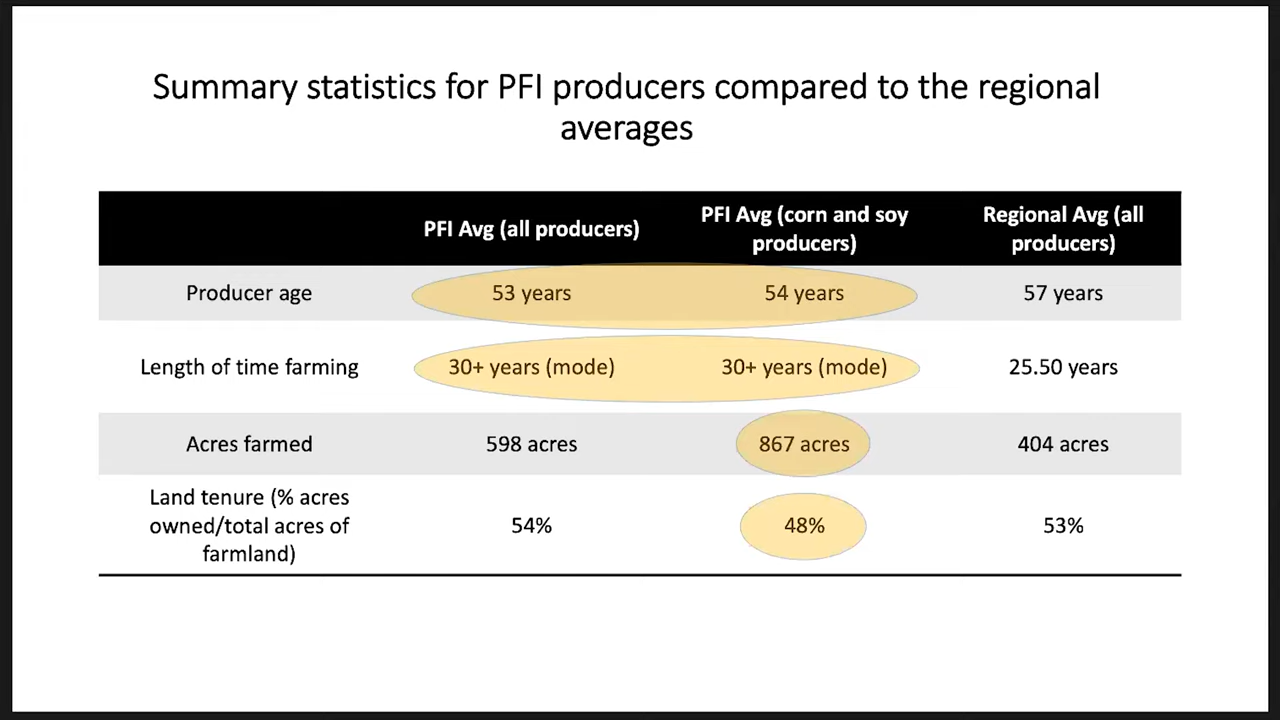 Summary statistics for PFI producers compared to the regional
averages
PFI Avg (all producers)
PFI Avg (corn and soy
producers)
Regional Avg (all
producers)
Producer age
53 years
54 years
57 years
Length of time farming
30+ years (mode)
30+ years (mode)
25.50 years
Acres farmed
598 acres
867 acres
404 acres
Land tenure (% acres
owned/total acres of
farmland)
54%
48%
53%